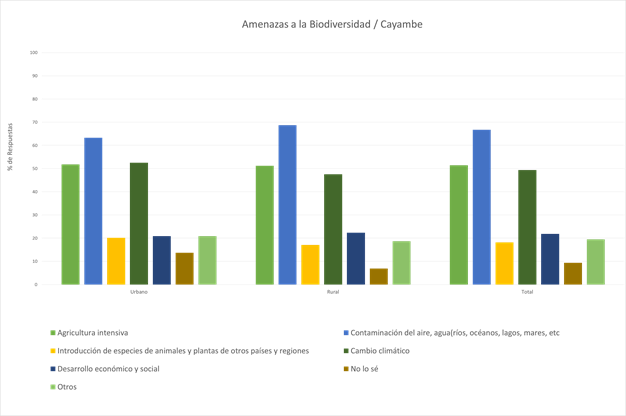 Amenazas a la Biodiversidad / Cayambe
% de Respuestas
100
90
80
70
60
50
40
30
20
10
0
Urbano
Rural
Total
Agricultura intensiva
Contaminación del aire, agua(ríos, océanos, lagos, mares, etc
Introducción de especies de animales y plantas de otros países y regiones
Cambio climático
Desarrollo económico y social
No lo sé
Otros